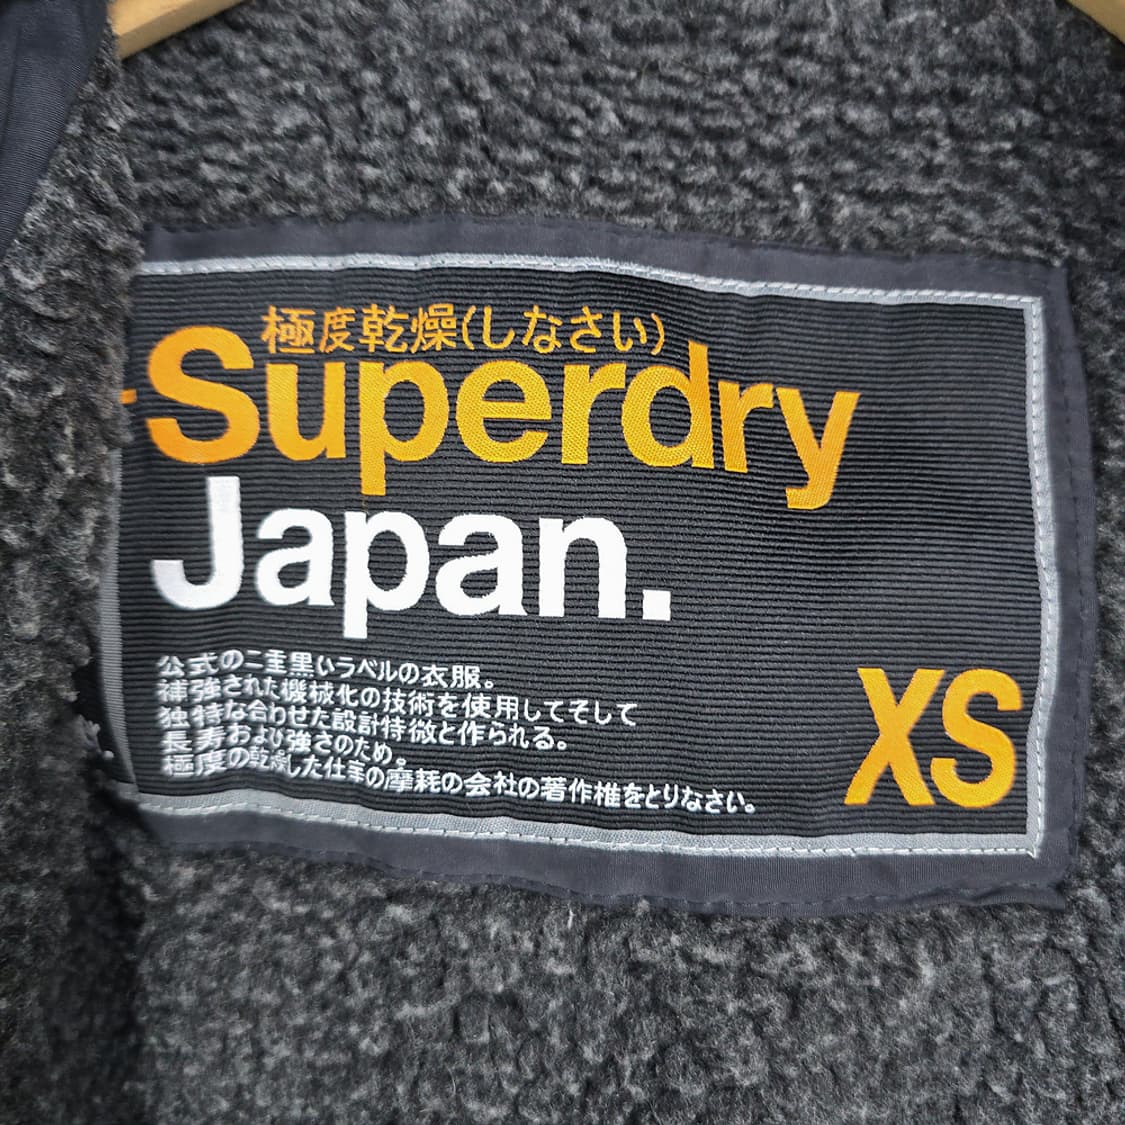 極度乾燥(しなさい)
Superdry
Japan.
公式の二重黒いラベルの衣服。
補強された機械化の技術を使用してそして
独特な合わせた設計特徴と作られる。
長寿および強さのため。
極度の乾燥した仕事の摩耗の会社の著作権をとりなさい。
XS